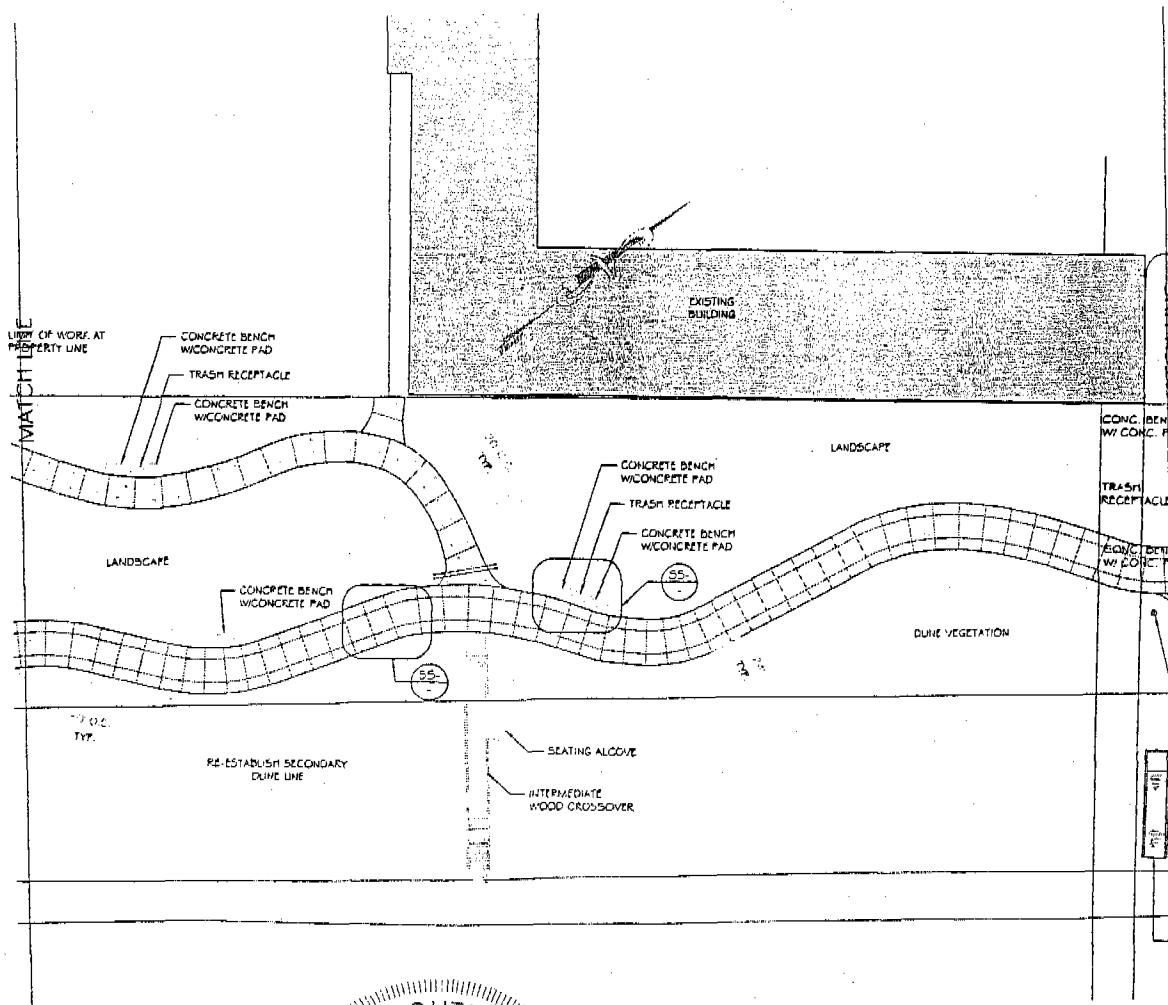 EXISTING
BUILDING
LIMIT OF WORK AT
PROPERTY LINE
MATCH LINE
CONCRETE BENCH
W/CONCRETE PAD
TRASH RECEPTACLE
CONCRETE BENCH
W/CONCRETE PAD
LANDSCAPE
CONC. BEN
W/ CONC. P
CONCRETE BENCH
W/CONCRETE PAD
TRASH RECEPTACLE
CONCRETE BENCH
W/CONCRETE PAD
TRASH
RECEPTACLE
CONC. BEN
W/ CONC. P
LANDSCAPE
CONCRETE BENCH
W/CONCRETE PAD
SS-
-
DUNE VEGETATION
SS-
-
O.C.
TYP.
SEATING ALCOVE
RE-ESTABLISH SECONDARY
DUNE LINE
INTERMEDIATE
WOOD CROSSOVER